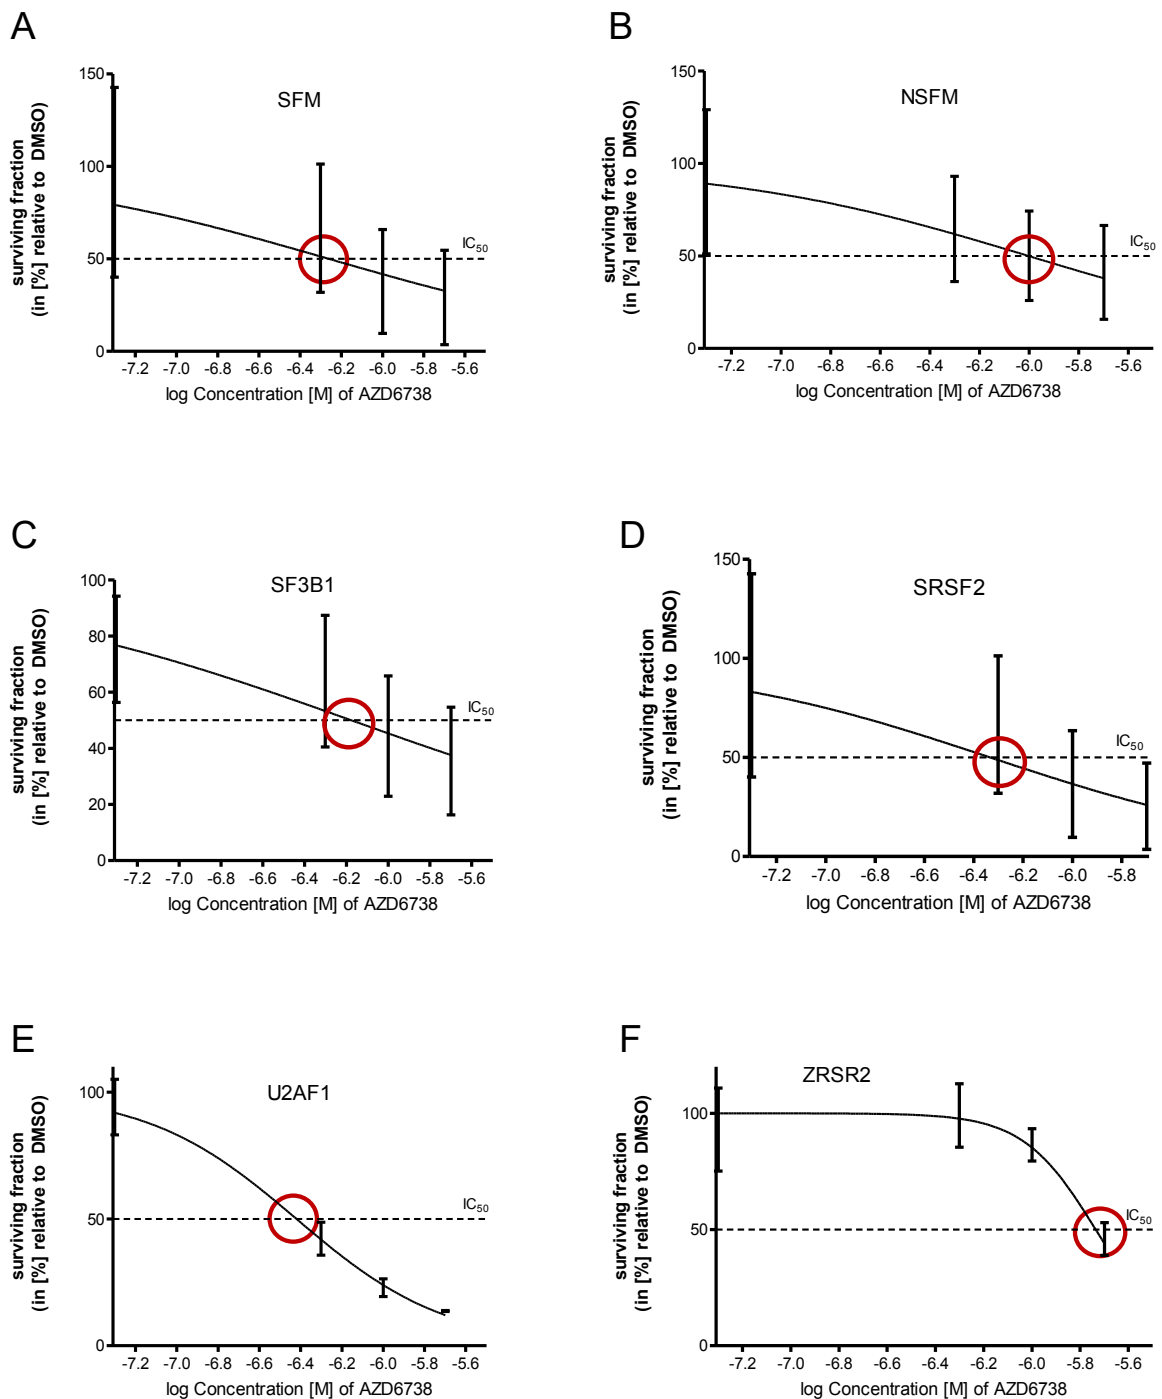 A
SFM
surviving fraction
(in [%] relative to DMSO)
150
100
50
0
IC50
-7.2 -7.0 -6.8 -6.6 -6.4 -6.2 -6.0 -5.8 -5.6
log Concentration [M] of AZD6738
B
NSFM
surviving fraction
(in [%] relative to DMSO)
150
100
50
0
IC50
-7.2 -7.0 -6.8 -6.6 -6.4 -6.2 -6.0 -5.8 -5.6
log Concentration [M] of AZD6738
C
SF3B1
surviving fraction
(in [%] relative to DMSO)
100
80
60
40
20
0
IC50
-7.2 -7.0 -6.8 -6.6 -6.4 -6.2 -6.0 -5.8 -5.6
log Concentration [M] of AZD6738
D
SRSF2
surviving fraction
(in [%] relative to DMSO)
150
100
50
0
IC50
-7.2 -7.0 -6.8 -6.6 -6.4 -6.2 -6.0 -5.8
log Concentration [M] of AZD6738
E
U2AF1
surviving fraction
(in [%] relative to DMSO)
100
50
0
IC50
-7.2 -7.0 -6.8 -6.6 -6.4 -6.2 -6.0 -5.8 -5.6
log Concentration [M] of AZD6738
F
ZRSR2
surviving fraction
(in [%] relative to DMSO)
100
50
0
IC50
-7.2 -7.0 -6.8 -6.6 -6.4 -6.2 -6.0 -5.8 -5.6
log Concentration [M] of AZD6738